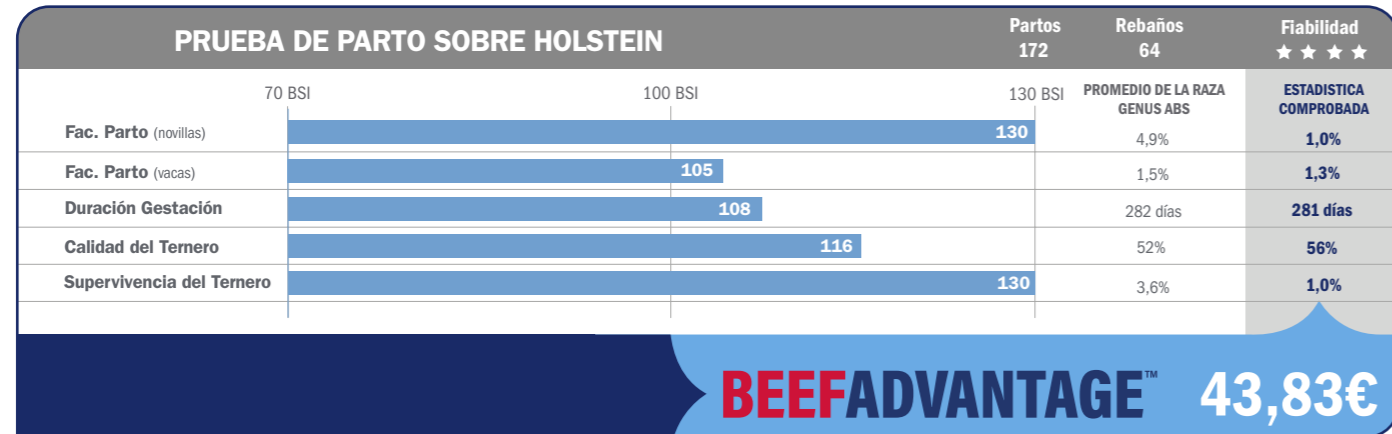 PRUEBA DE PARTO SOBRE HOLSTEIN
Partos
172
Rebaños
64
Fiabilidad
★ ★ ★ ★
70 BSI
100 BSI
130 BSI
PROMEDIO DE LA RAZA
GENUS ABS
ESTADISTICA
COMPROBADA
Fac. Parto (novillas) 130 4,9% 1,0%
Fac. Parto (vacas) 105 1,5% 1,3%
Duración Gestación 108 282 días 281 días
Calidad del Ternero 116 52% 56%
Supervivencia del Ternero 130 3,6% 1,0%
BEEFADVANTAGE™ 43,83€